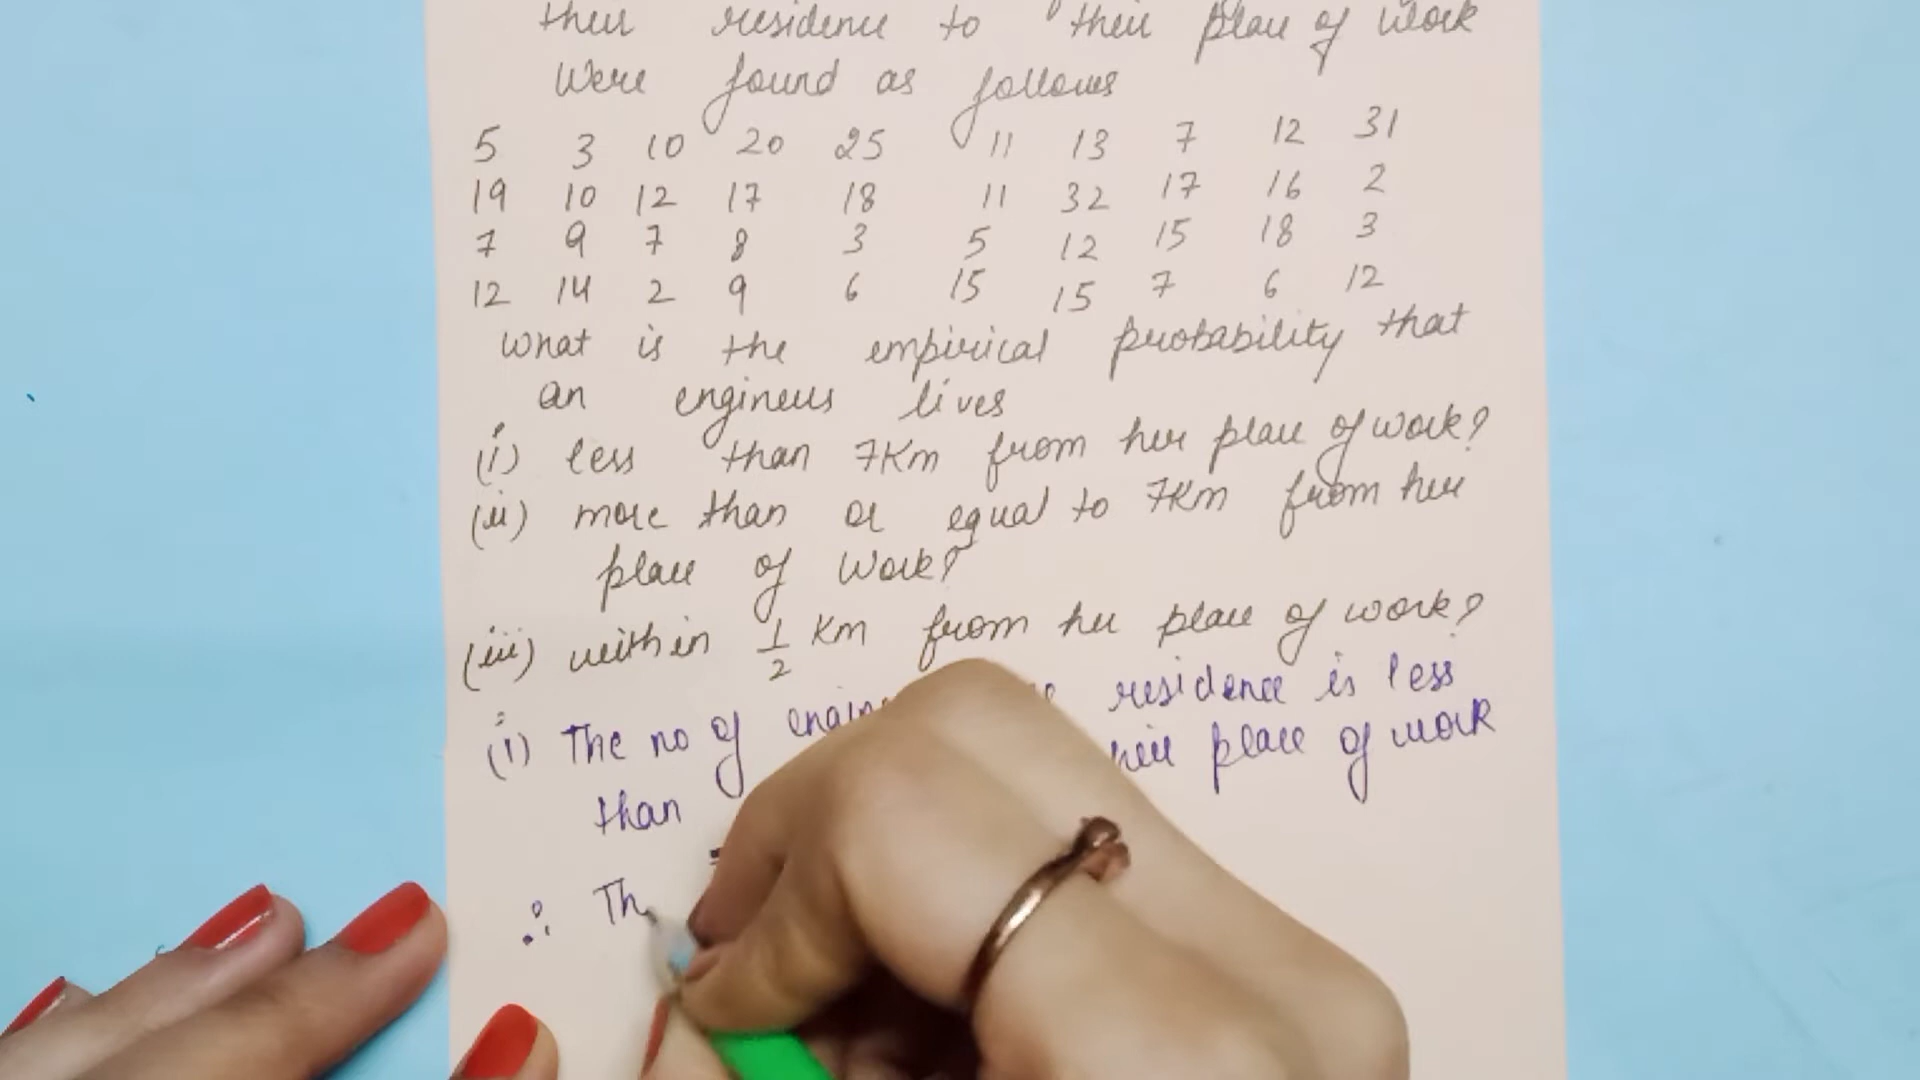 their residence to their place of work
were found as follows
5 3 10 20 25 11 13 7 12 31
19 10 12 17 18 11 32 17 16 2
7 9 7 8 3 5 12 15 18 3
12 14 2 9 6 15 15 7 6 12
what is the empirical probability that
an engineers lives
(i) less than 7Km from her place of work?
(ii) more than or equal to 7Km from her
place of work?
(iii) within 1/2 Km from her place of work?
(i) The no of residence is less
than their place of work
∴ Th